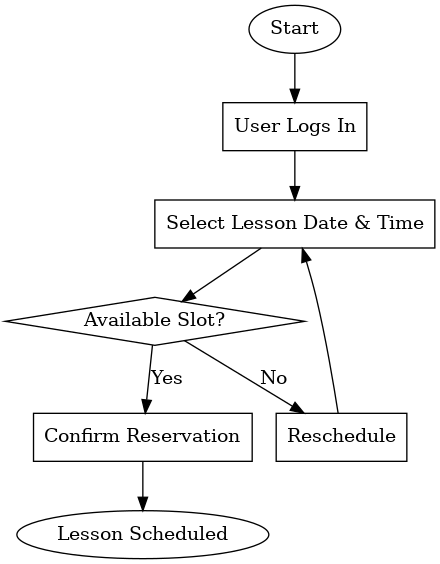 Start
User Logs In
Select Lesson Date & Time
Available Slot?
Yes
No
Confirm Reservation
Reschedule
Lesson Scheduled